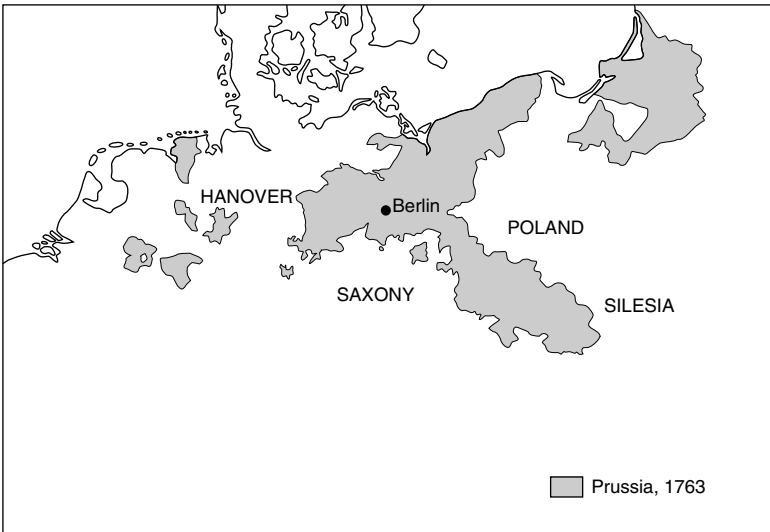 HANOVER
Berlin
POLAND
SAXONY
SILESIA
Prussia, 1763